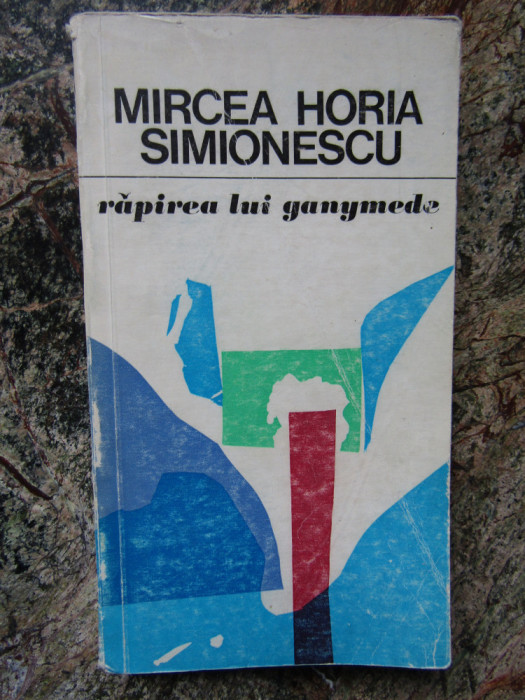 MIRCEA HORIA
SIMIONESCU
răpirea lui ganymede